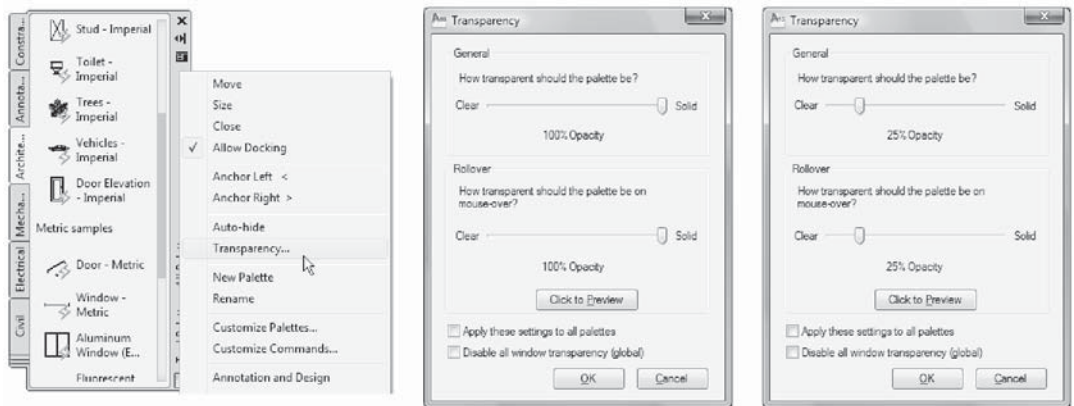 Constra...
Annota...
Archite...
Mecha...
Electrical
Civil
Stud - Imperial
Toilet -
Imperial
Trees -
Imperial
Vehicles -
Imperial
Door Elevation
- Imperial
Metric samples
Door - Metric
Window -
Metric
Aluminum
Window (E...
Fluorescent
Move
Size
Close
Allow Docking
Anchor Left <
Anchor Right >
Auto-hide
Transparency...
New Palette
Rename
Customize Palettes...
Customize Commands...
Annotation and Design
Transparency
General
How transparent should the palette be?
Clear Solid
100% Opacity
Rollover
How transparent should the palette be on
mouse-over?
Clear Solid
100% Opacity
Click to Preview
Apply these settings to all palettes
Disable all window transparency (global)
OK Cancel
Transparency
General
How transparent should the palette be?
Clear Solid
25% Opacity
Rollover
How transparent should the palette be on
mouse-over?
Clear Solid
25% Opacity
Click to Preview
Apply these settings to all palettes
Disable all window transparency (global)
OK Cancel